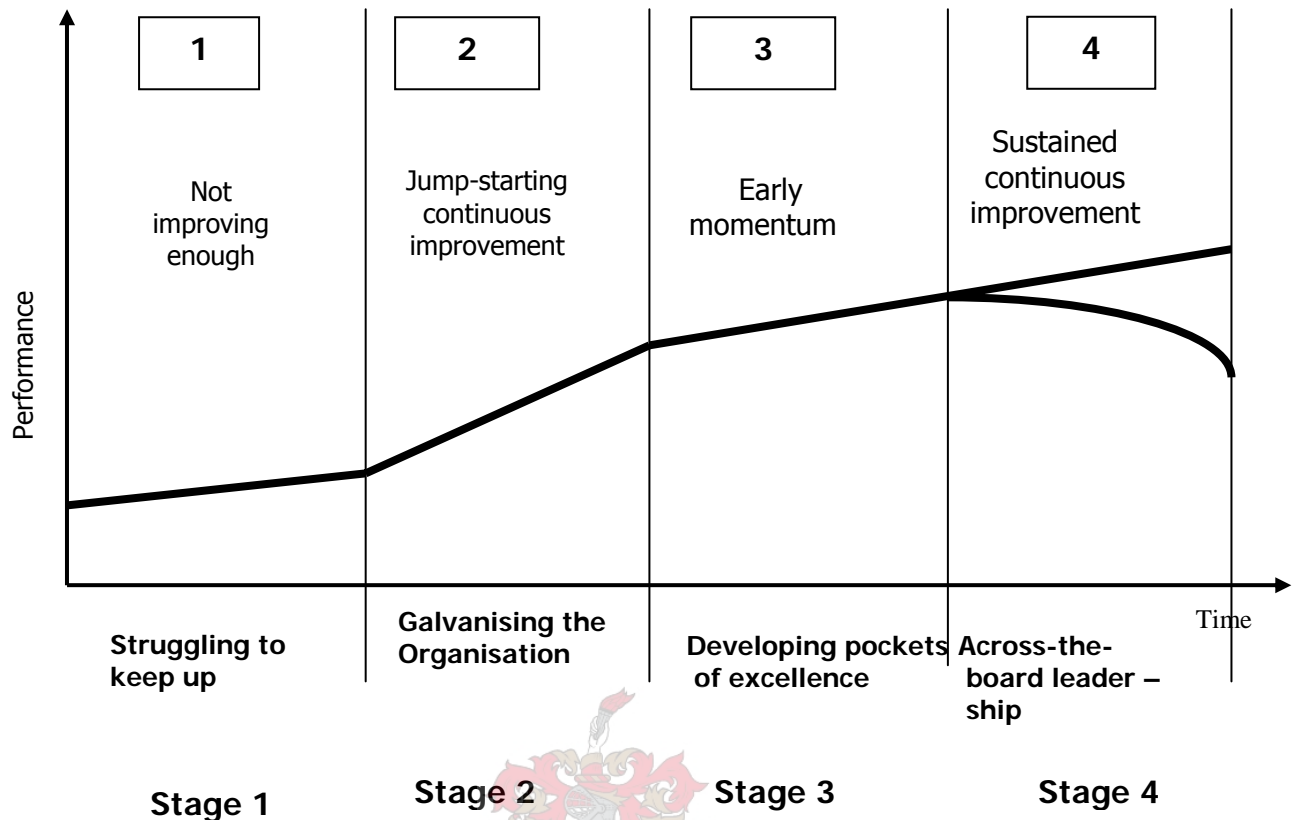 1
2
3
4
Not
improving
enough
Jump-starting
continuous
improvement
Early
momentum
Sustained
continuous
improvement
Performance
Time
Struggling to
keep up
Galvanising the
Organisation
Developing pockets
of excellence
Across-the-
board leader –
ship
Stage 1
Stage 2
Stage 3
Stage 4